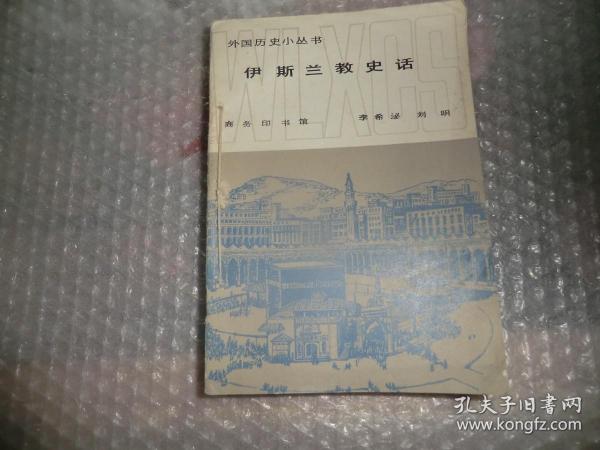 外国历史小丛书
WLXCS
伊斯兰教史话
商务印书馆 李希泌 刘明
孔夫子旧书网
www.kongfz.com